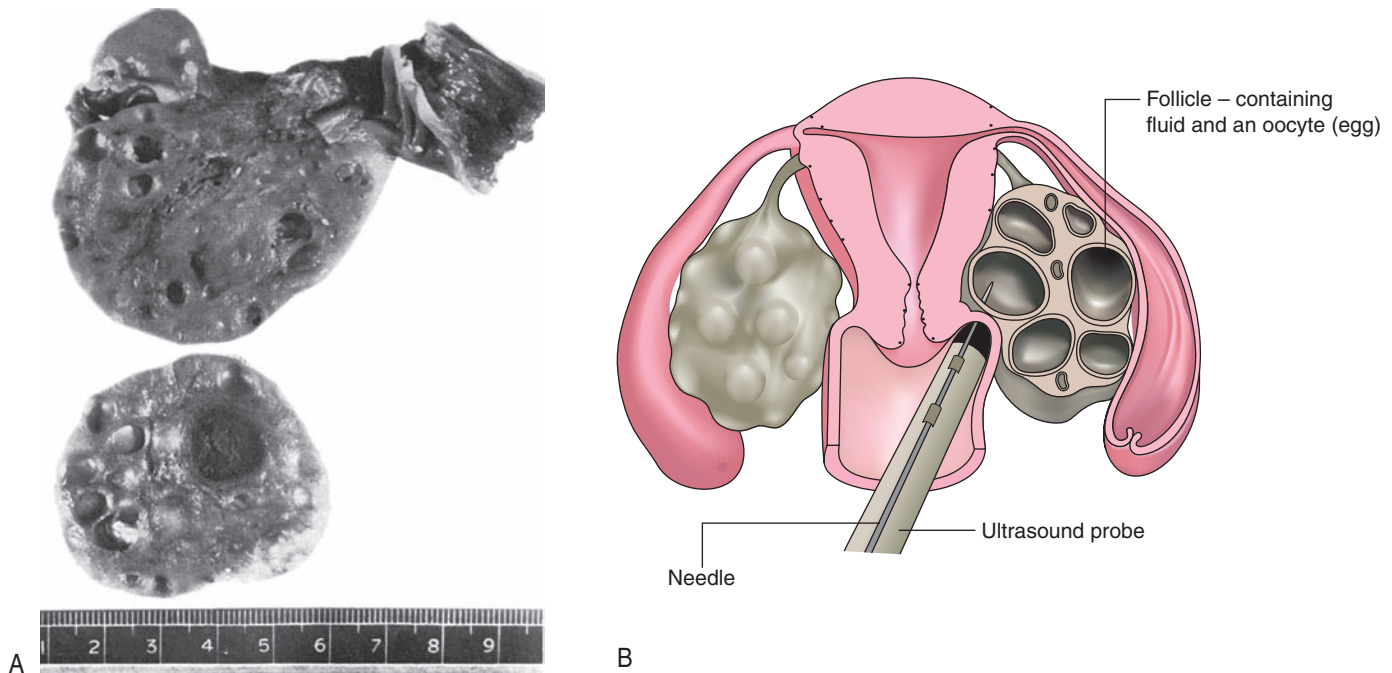 Follicle – containing
fluid and an oocyte (egg)
Ultrasound probe
Needle
1 2 3 4 5 6 7 8 9
A
B